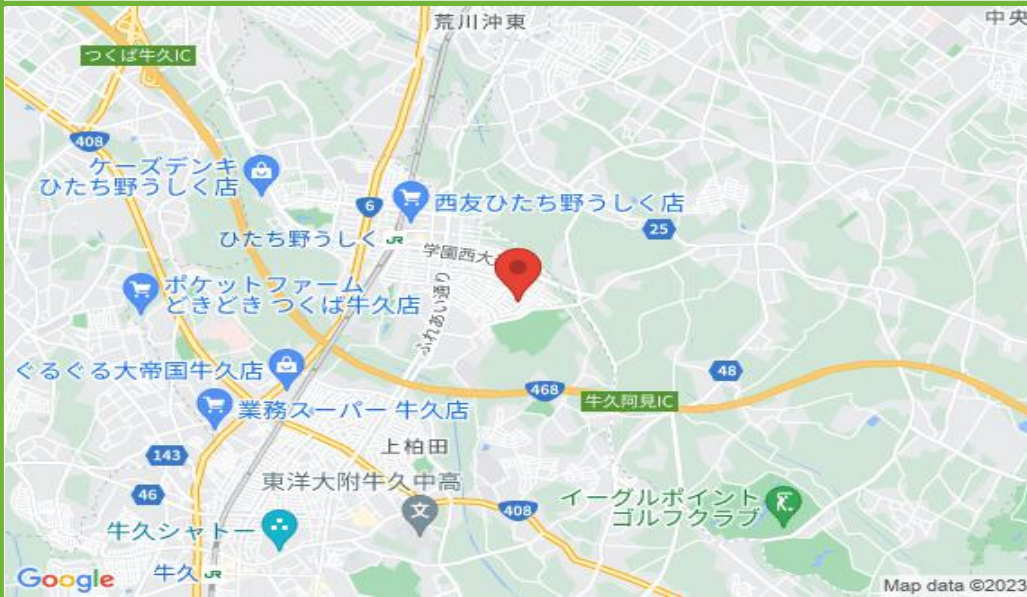 荒川沖東
中央
つくば牛久IC
408
ケーズデンキ
ひたち野うしく店
6
西友ひたち野うしく店
25
ひたち野うしく JR
学園西大
ポケットファーム
どきどき つくば牛久店
ふれあい通り
ぐるぐる大帝国牛久店
48
468
牛久阿見IC
業務スーパー 牛久店
143
上柏田
46
東洋大附牛久中高
文
408
イーグルポイント
ゴルフクラブ
牛久シャトー
牛久 JR
Google
Map data ©2023